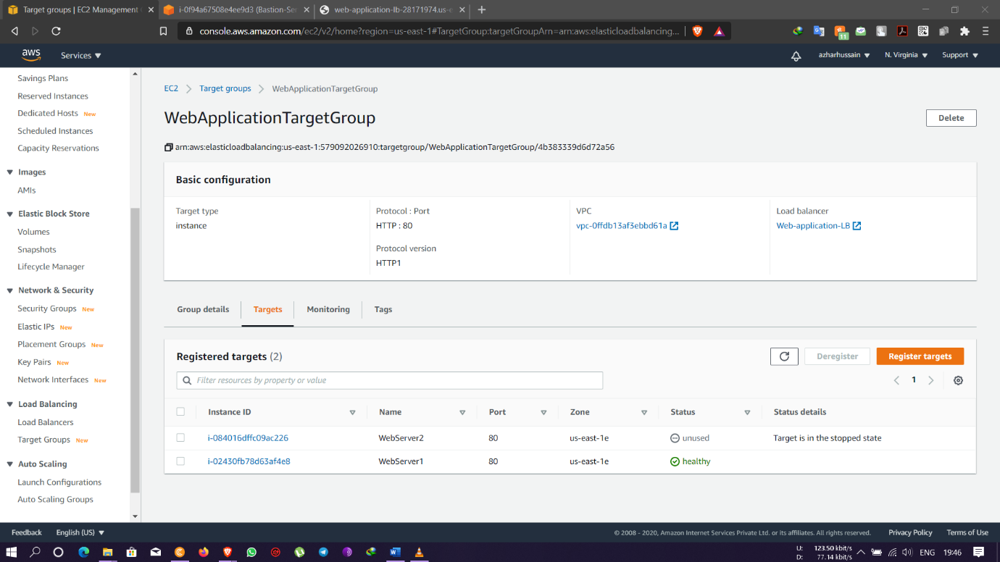 Target groups | EC2 Management
i-0f94a67508e4ee9d3 (Bastion-Ser
web-application-lb-28171974.us-e
console.aws.amazon.com/ec2/v2/home?region=us-east-1#TargetGroup:targetGroupArn=arn:aws:elasticloadbalancing...
11
aws
Services
azharhussain
N. Virginia
Support
Savings Plans
Reserved Instances
Dedicated Hosts New
Scheduled Instances
Capacity Reservations
Images
AMIs
Elastic Block Store
Volumes
Snapshots
Lifecycle Manager
Network & Security
Security Groups New
Elastic IPs New
Placement Groups New
Key Pairs New
Network Interfaces New
Load Balancing
Load Balancers
Target Groups New
Auto Scaling
Launch Configurations
Auto Scaling Groups
EC2 > Target groups > WebApplicationTargetGroup
WebApplicationTargetGroup
Delete
arn:aws:elasticloadbalancing:us-east-1:579092026910:targetgroup/WebApplicationTargetGroup/4b383339d6d72a56
Basic configuration
Target type
instance
Protocol : Port
HTTP : 80
Protocol version
HTTP1
VPC
vpc-0ffdb13af3ebbd61a
Load balancer
Web-application-LB
Group details
Targets
Monitoring
Tags
Registered targets (2)
Deregister
Register targets
Filter resources by property or value
1
Instance ID Name Port Zone Status Status details
i-084016dffc09ac226 WebServer2 80 us-east-1e unused Target is in the stopped state
i-02430fb78d63af4e8 WebServer1 80 us-east-1e healthy
Feedback
English (US)
© 2008 - 2020, Amazon Internet Services Private Ltd. or its affiliates. All rights reserved.
Privacy Policy
Terms of Use
U: 123.50 kbit/s
D: 77.14 kbit/s
ENG
19:46